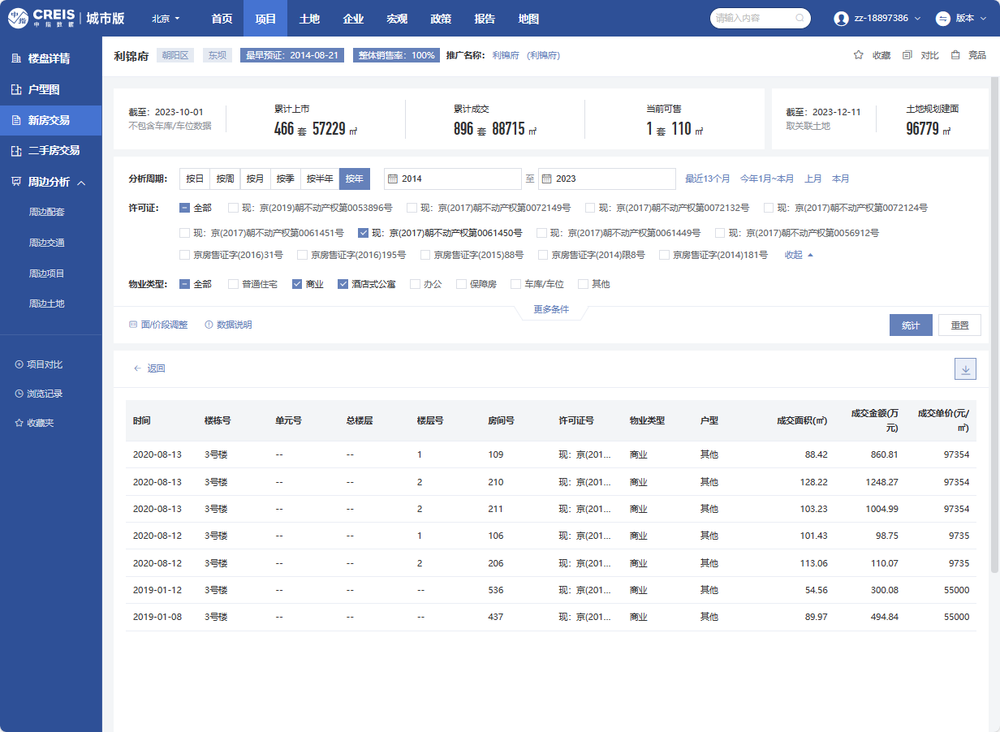 中指 CREIS 中指数据 城市版 北京 首页 项目 土地 企业 宏观 政策 报告 地图 请输入内容 zz-18897386 版本
楼盘详情
户型图
新房交易
二手房交易
周边分析
周边配套
周边交通
周边项目
周边土地
项目对比
浏览记录
收藏夹
利锦府 朝阳区 东坝 最早预证：2014-08-21 整体销售率：100% 推广名称： 利锦府 (利锦府) 收藏 对比 竞品
截至：2023-10-01
不包含车库/车位数据
累计上市
466 套 57229 ㎡
累计成交
896 套 88715 ㎡
当前可售
1 套 110 ㎡
截至：2023-12-11
取关联土地
土地规划建面
96779 ㎡
分析周期： 按日 按周 按月 按季 按半年 按年 2014 至 2023 最近13个月 今年1月~本月 上月 本月
许可证： 全部 现：京(2019)朝不动产权第0053896号 现：京(2017)朝不动产权第0072149号 现：京(2017)朝不动产权第0072132号 现：京(2017)朝不动产权第0072124号
现：京(2017)朝不动产权第0061451号 现：京(2017)朝不动产权第0061450号 现：京(2017)朝不动产权第0061449号 现：京(2017)朝不动产权第0056912号
京房售证字(2016)31号 京房售证字(2016)195号 京房售证字(2015)88号 京房售证字(2014)限8号 京房售证字(2014)181号 收起
物业类型： 全部 普通住宅 商业 酒店式公寓 办公 保障房 车库/车位 其他
更多条件
面/价段调整 数据说明 统计 重置
返回
时间 楼栋号 单元号 总楼层 楼层号 房间号 许可证号 物业类型 户型 成交面积(㎡) 成交金额(万元) 成交单价(元/㎡)
2020-08-13 3号楼 -- -- 1 109 现：京(201... 商业 其他 88.42 860.81 97354
2020-08-13 3号楼 -- -- 2 210 现：京(201... 商业 其他 128.22 1248.27 97354
2020-08-13 3号楼 -- -- 2 211 现：京(201... 商业 其他 103.23 1004.99 97354
2020-08-12 3号楼 -- -- 1 106 现：京(201... 商业 其他 101.43 98.75 9735
2020-08-12 3号楼 -- -- 2 206 现：京(201... 商业 其他 113.06 110.07 9735
2019-01-12 3号楼 -- -- -- 536 现：京(201... 商业 其他 54.56 300.08 55000
2019-01-08 3号楼 -- -- -- 437 现：京(201... 商业 其他 89.97 494.84 55000